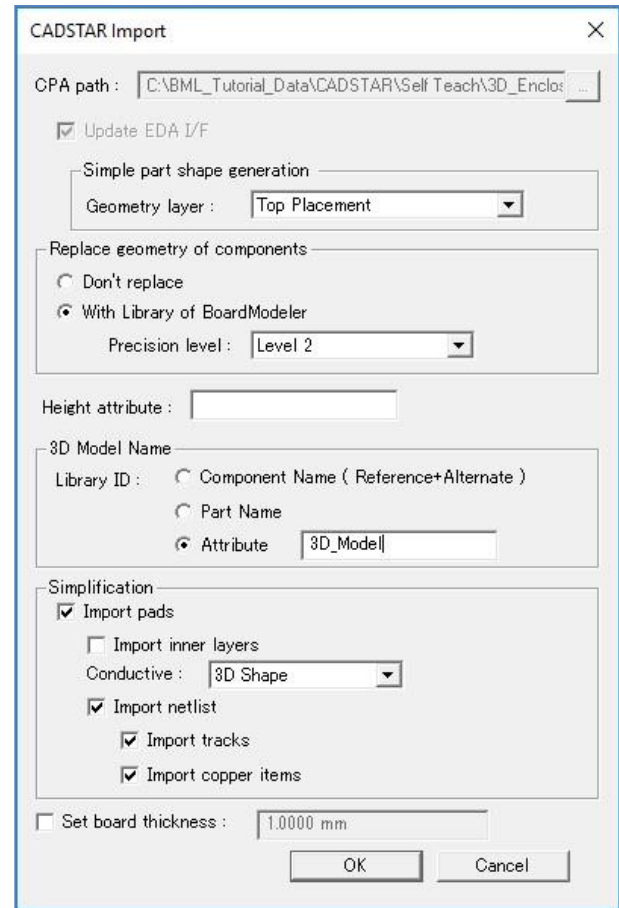 CADSTAR Import
CPA path : C:\BML_Tutorial_Data\CADSTAR\Self Teach\3D_Enclos ...
Update EDA I/F
Simple part shape generation
Geometry layer : Top Placement
Replace geometry of components
Don't replace
With Library of BoardModeler
Precision level : Level 2
Height attribute :
3D Model Name
Library ID : Component Name ( Reference+Alternate )
Part Name
Attribute 3D_Model
Simplification
Import pads
Import inner layers
Conductive : 3D Shape
Import netlist
Import tracks
Import copper items
Set board thickness : 1.0000 mm
OK Cancel